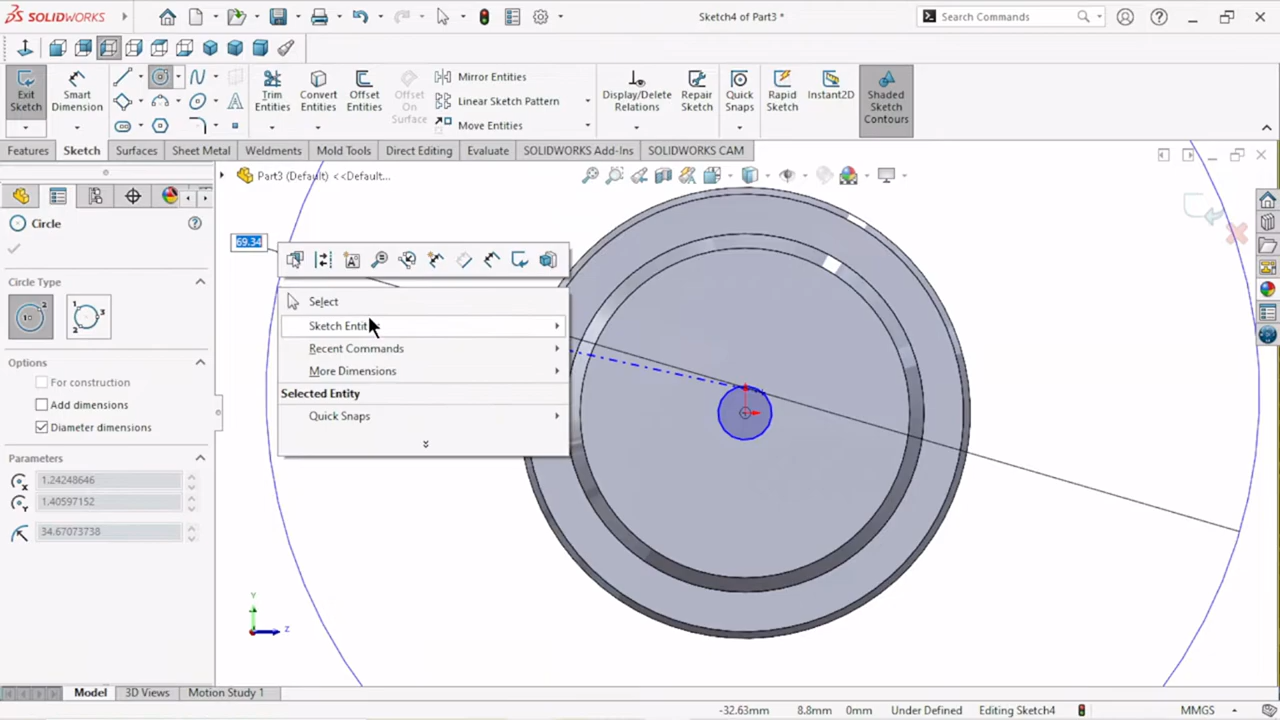 SOLIDWORKS
Sketch4 of Part3 *
Search Commands
Exit Sketch
Smart Dimension
Trim Entities
Convert Entities
Offset Entities
Offset On Surface
Mirror Entities
Linear Sketch Pattern
Move Entities
Display/Delete Relations
Repair Sketch
Quick Snaps
Rapid Sketch
Instant2D
Shaded Sketch Contours
Features
Sketch
Surfaces
Sheet Metal
Weldments
Mold Tools
Direct Editing
Evaluate
SOLIDWORKS Add-Ins
SOLIDWORKS CAM
Part3 (Default) <<Default...
Circle
Circle Type
Options
For construction
Add dimensions
Diameter dimensions
Parameters
1.24248646
1.40597152
34.67073738
69.34
Select
Sketch Enti
Recent Commands
More Dimensions
Selected Entity
Quick Snaps
Y
Z
Model
3D Views
Motion Study 1
-32.63mm
8.8mm
0mm
Under Defined
Editing Sketch4
MMGS